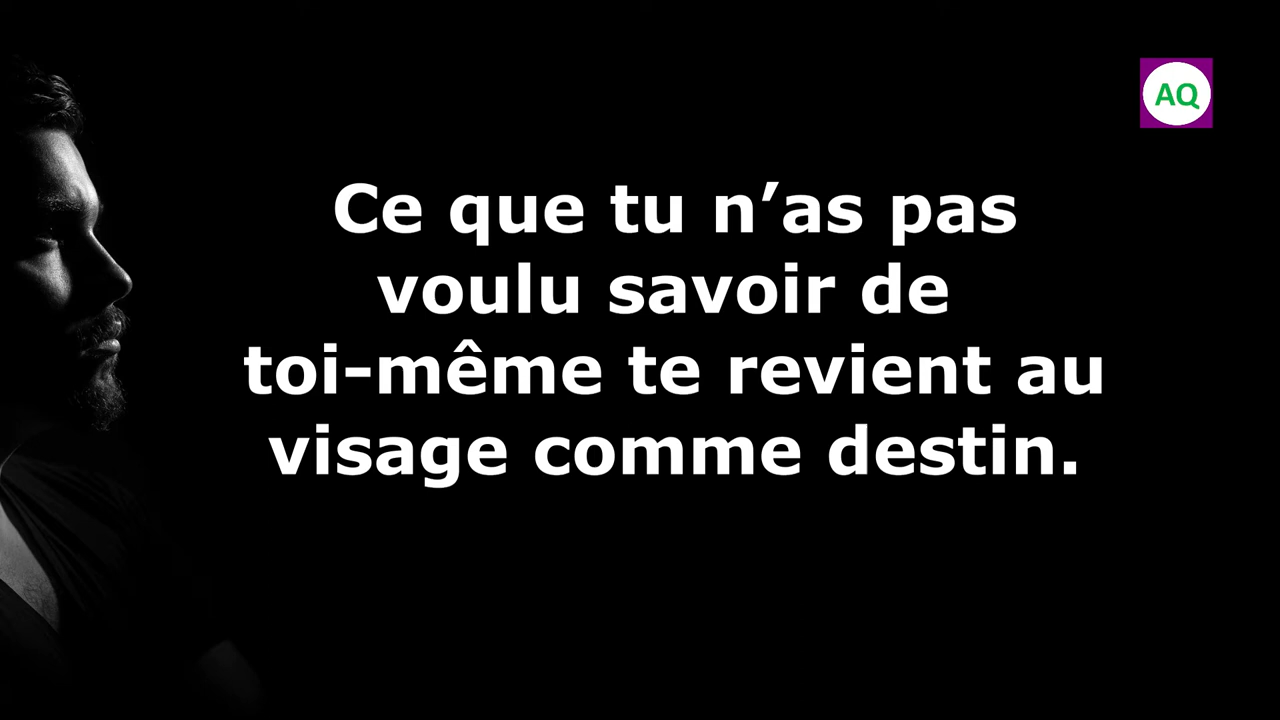 AQ
Ce que tu n’as pas
voulu savoir de
toi-même te revient au
visage comme destin.